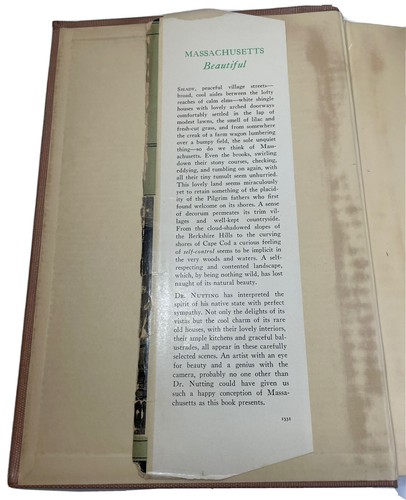 MASSACHUSETTS
Beautiful
SHADY, peaceful village streets—
broad, cool aisles between the lofty
reaches of calm elms—white shingle
houses with lovely arched doorways
comfortably settled in the lap of
modest lawns, the smell of lilac and
fresh-cut grass, and from somewhere
the creak of a farm wagon lumbering
over a bumpy field, the sole unquiet
thing—so do we think of Mass-
achusetts. Even the brooks, swirling
down their stony courses, checking,
eddying, and tumbling on again, with
all their tiny tumult seem unhurried.
This lovely land seems miraculously
yet to retain something of the placid-
ity of the Pilgrim fathers who first
found welcome on its shores. A sense
of decorum permeates its trim vil-
lages and well-kept countryside.
From the cloud-shadowed slopes of
the Berkshire Hills to the curving
shores of Cape Cod a curious feeling
of self-control seems to be implicit in
the very woods and waters. A self-
respecting and contented landscape,
which, by being nothing wild, has lost
naught of its natural beauty.
DR. NUTTING has interpreted the
spirit of his native state with perfect
sympathy. Not only the delights of its
vistas but the cool charm of its rare
old houses, with their lovely interiors,
their ample kitchens and graceful bal-
ustrades, all appear in these carefully
selected scenes. An artist with an eye
for beauty and a genius with the
camera, probably no one other than
Dr. Nutting could have given us
such a happy conception of Massa-
chusetts as this book presents.